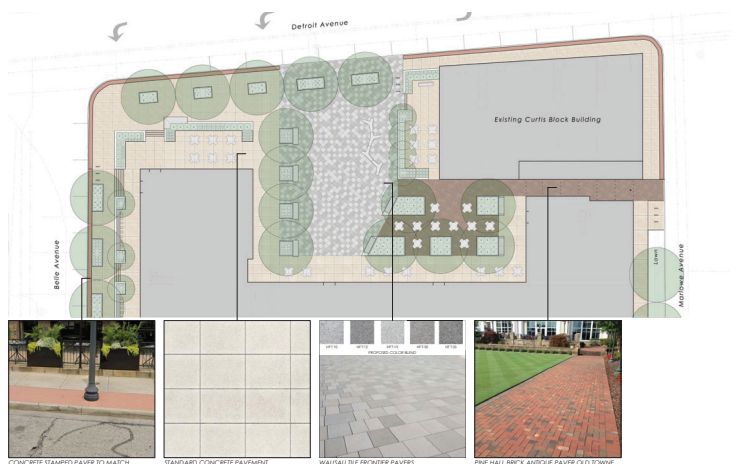 Detroit Avenue
Existing Curtis Block Building
Belle Avenue
Lawn
Marlowe Avenue
PROPOSED COLOR BLEND
CONCRETE STAMPED PAVER TO MATCH
STANDARD CONCRETE PAVEMENT
WAUSAU TILE FRONTIER PAVERS
PINE HALL BRICK ANTIQUE PAVER OLD TOWNE